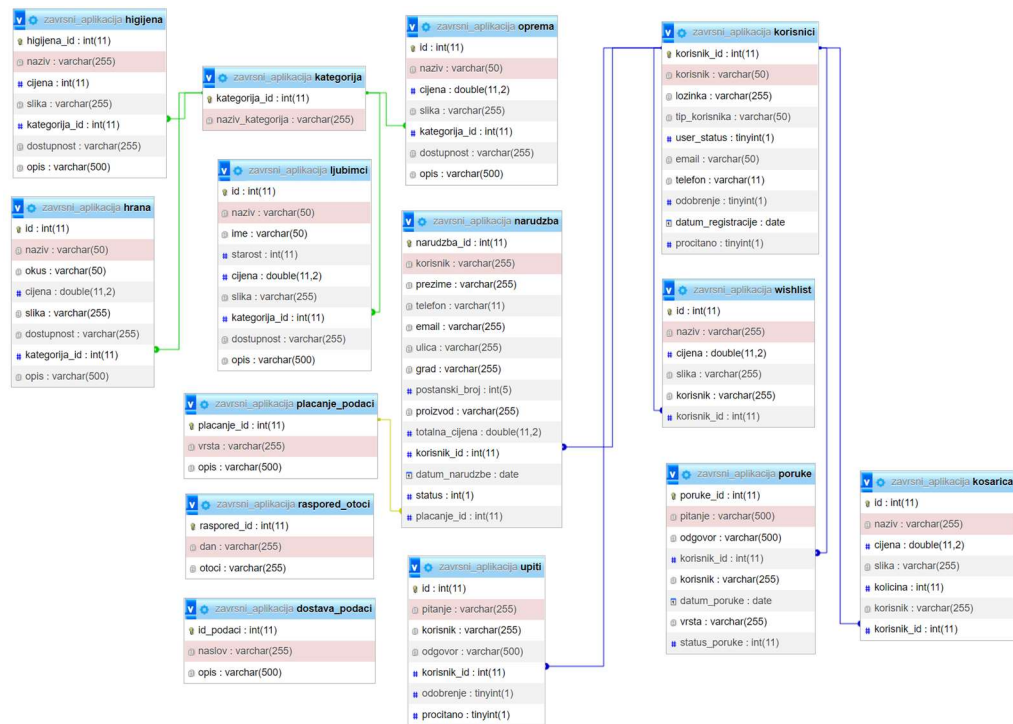 zavrsni_aplikacija higijena
higijena_id : int(11)
naziv : varchar(255)
cijena : int(11)
slika : varchar(255)
kategorija_id : int(11)
dostupnost : varchar(255)
opis : varchar(500)
zavrsni_aplikacija kategorija
kategorija_id : int(11)
naziv_kategorija : varchar(255)
zavrsni_aplikacija oprema
id : int(11)
naziv : varchar(50)
cijena : double(11,2)
slika : varchar(255)
kategorija_id : int(11)
dostupnost : varchar(255)
opis : varchar(500)
zavrsni_aplikacija korisnici
korisnik_id : int(11)
korisnik : varchar(50)
lozinka : varchar(255)
tip_korisnika : varchar(50)
user_status : tinyint(1)
email : varchar(50)
telefon : varchar(11)
odobrenje : tinyint(1)
datum_registracije : date
procitano : tinyint(1)
zavrsni_aplikacija hrana
id : int(11)
naziv : varchar(50)
okus : varchar(50)
cijena : double(11,2)
slika : varchar(255)
dostupnost : varchar(255)
kategorija_id : int(11)
opis : varchar(500)
zavrsni_aplikacija ljubimci
id : int(11)
naziv : varchar(50)
ime : varchar(50)
starost : int(11)
cijena : double(11,2)
slika : varchar(255)
kategorija_id : int(11)
dostupnost : varchar(255)
opis : varchar(500)
zavrsni_aplikacija narudzba
narudzba_id : int(11)
korisnik : varchar(255)
prezime : varchar(255)
telefon : varchar(11)
email : varchar(255)
ulica : varchar(255)
grad : varchar(255)
postanski_broj : int(5)
proizvod : varchar(255)
totalna_cijena : double(11,2)
korisnik_id : int(11)
datum_narudzbe : date
status : int(1)
placanje_id : int(11)
zavrsni_aplikacija wishlist
id : int(11)
naziv : varchar(255)
cijena : double(11,2)
slika : varchar(255)
korisnik : varchar(255)
korisnik_id : int(11)
zavrsni_aplikacija placanje_podaci
placanje_id : int(11)
vrsta : varchar(255)
opis : varchar(500)
zavrsni_aplikacija raspored_otoci
raspored_id : int(11)
dan : varchar(255)
otoci : varchar(255)
zavrsni_aplikacija dostava_podaci
id_podaci : int(11)
naslov : varchar(255)
opis : varchar(500)
zavrsni_aplikacija upiti
id : int(11)
pitanje : varchar(255)
korisnik : varchar(255)
odgovor : varchar(500)
korisnik_id : int(11)
odobrenje : tinyint(1)
procitano : tinyint(1)
zavrsni_aplikacija poruke
poruke_id : int(11)
pitanje : varchar(500)
odgovor : varchar(500)
korisnik_id : int(11)
korisnik : varchar(255)
datum_poruke : date
vrsta : varchar(255)
status_poruke : int(11)
zavrsni_aplikacija kosarica
id : int(11)
naziv : varchar(255)
cijena : double(11,2)
slika : varchar(255)
kolicina : int(11)
korisnik : varchar(255)
korisnik_id : int(11)